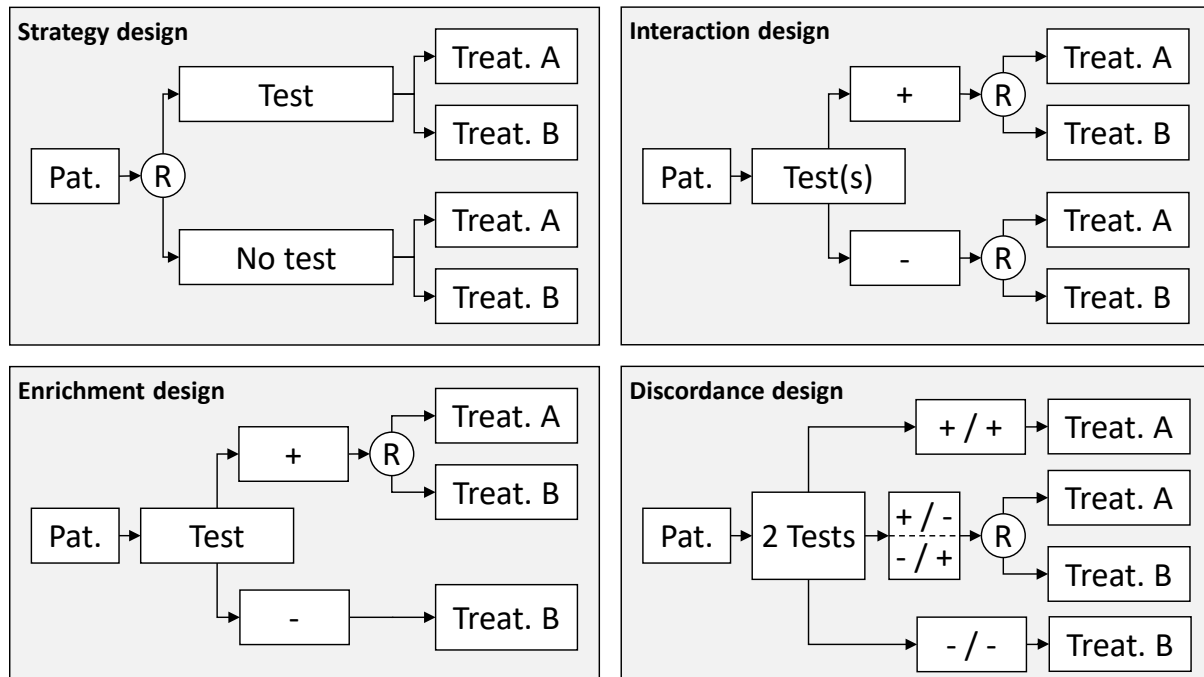 Strategy design
Pat.
R
Test
No test
Treat. A
Treat. B
Treat. A
Treat. B
Interaction design
Pat.
Test(s)
+
-
R
R
Treat. A
Treat. B
Treat. A
Treat. B
Enrichment design
Pat.
Test
+
-
R
Treat. A
Treat. B
Treat. B
Discordance design
Pat.
2 Tests
+ / +
+ / -
- / +
- / -
R
Treat. A
Treat. A
Treat. B
Treat. B